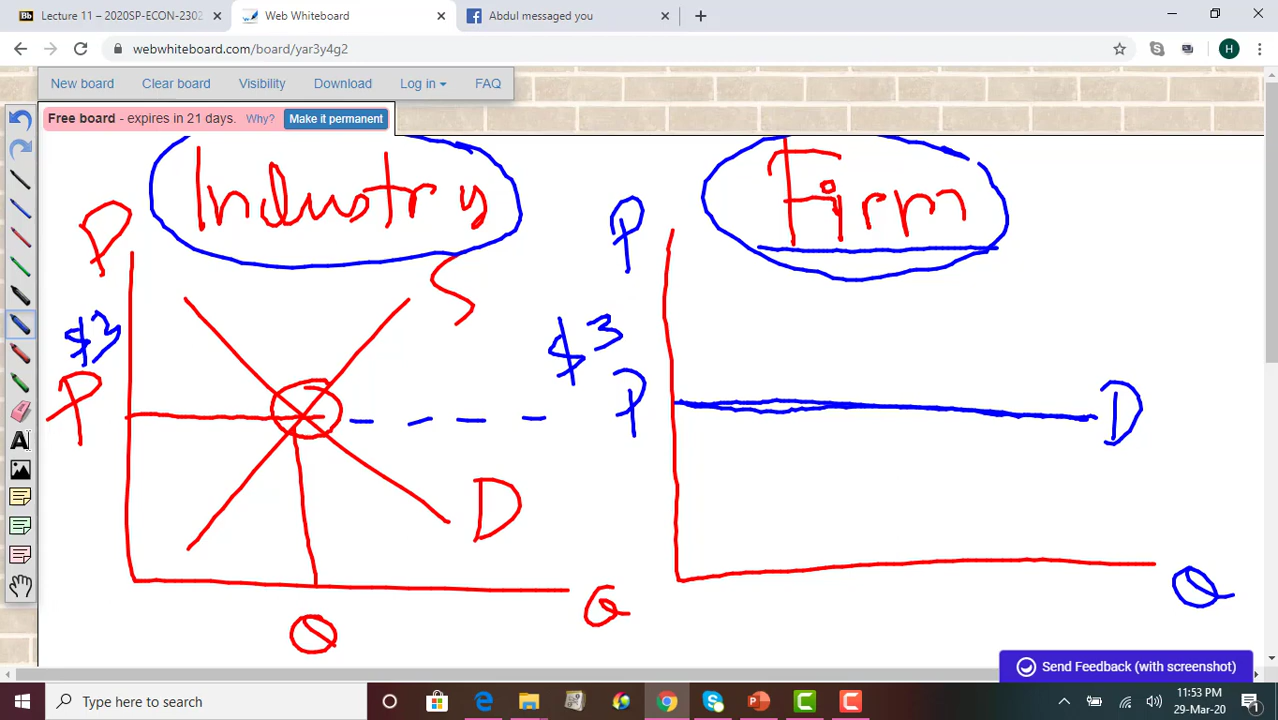 Lecture 11 – 2020SP-ECON-2302
Web Whiteboard
Abdul messaged you
webwhiteboard.com/board/yar3y4g2
H
New board
Clear board
Visibility
Download
Log in
FAQ
Free board - expires in 21 days.
Why?
Make it permanent
Industry
Firm
P
P
S
$3
$3
P
P
D
D
Q
Q
Q
A
Send Feedback (with screenshot)
Type here to search
11:53 PM
29-Mar-20